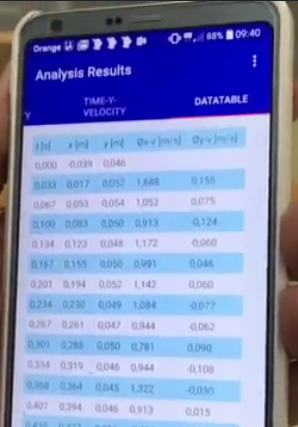 Orange 88% 09:40
Analysis Results
Y TIME-Y-VELOCITY DATATABLE
t [s] x [m] y [m] Øx-v [m/s] Øy-v [m/s]
0,000 -0,039 0,046
0,033 0,017 0,052 1,688 0,155
0,067 0,053 0,054 1,052 0,075
0,100 0,083 0,050 0,913 -0,124
0,134 0,123 0,048 1,172 -0,060
0,167 0,155 0,050 0,991 0,046
0,201 0,194 0,052 1,142 0,060
0,234 0,230 0,049 1,084 -0,077
0,267 0,261 0,047 0,944 -0,062
0,301 0,288 0,050 0,781 0,090
0,334 0,319 0,046 0,944 -0,108
0,368 0,364 0,045 1,322 -0,030
0,401 0,394 0,046 0,913 0,015